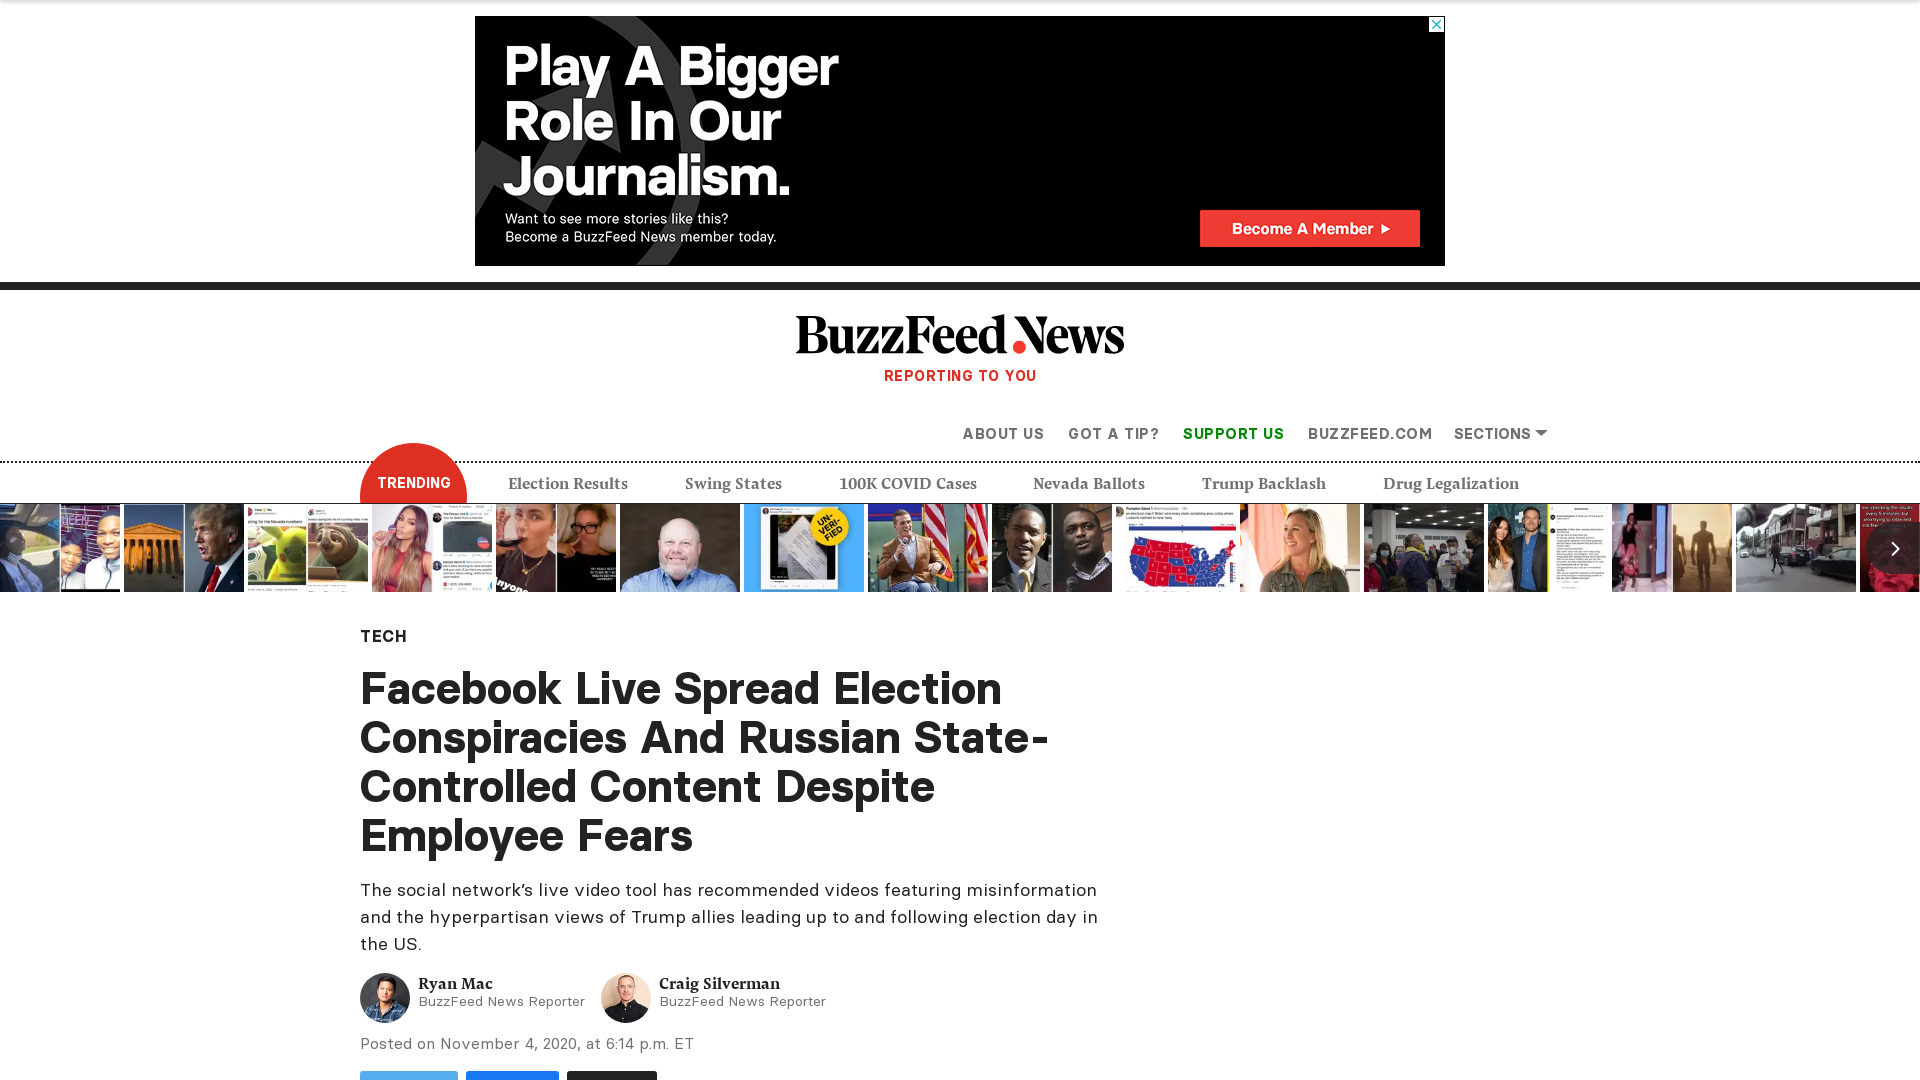 Play A Bigger
Role In Our
Journalism.
Want to see more stories like this?
Become a BuzzFeed News member today.
Become A Member
BuzzFeed News
REPORTING TO YOU
ABOUT US GOT A TIP? SUPPORT US BUZZFEED.COM SECTIONS
TRENDING Election Results Swing States 100K COVID Cases Nevada Ballots Trump Backlash Drug Legalization
UN-
VERI-
FIED
TECH
Facebook Live Spread Election
Conspiracies And Russian State-
Controlled Content Despite
Employee Fears
The social network’s live video tool has recommended videos featuring misinformation
and the hyperpartisan views of Trump allies leading up to and following election day in
the US.
Ryan Mac
BuzzFeed News Reporter
Craig Silverman
BuzzFeed News Reporter
Posted on November 4, 2020, at 6:14 p.m. ET